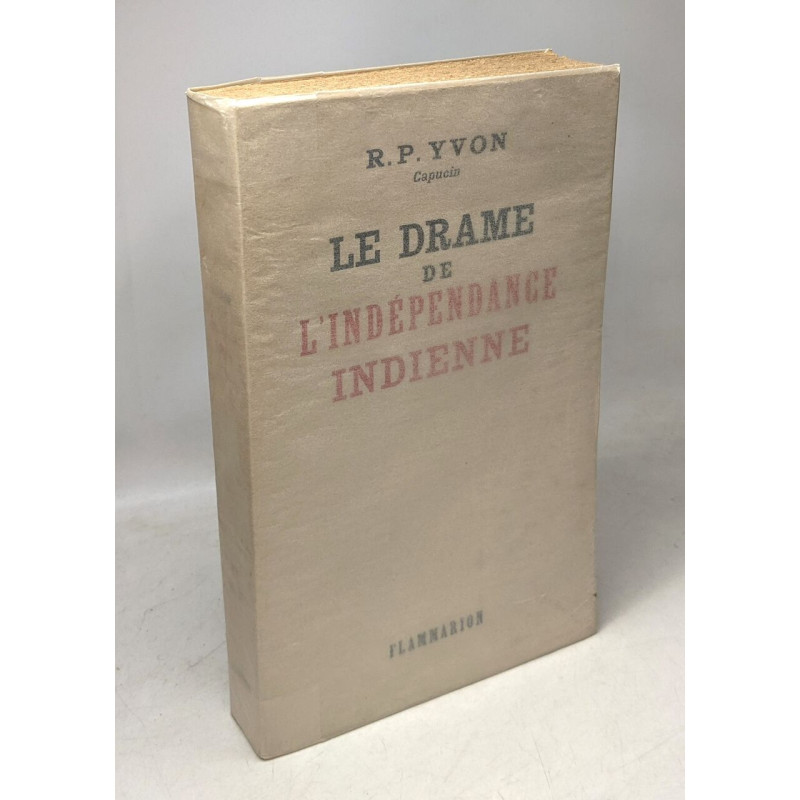 R.P. YVON
Capucin
LE DRAME
DE
L'INDÉPENDANCE
INDIENNE
FLAMMARION